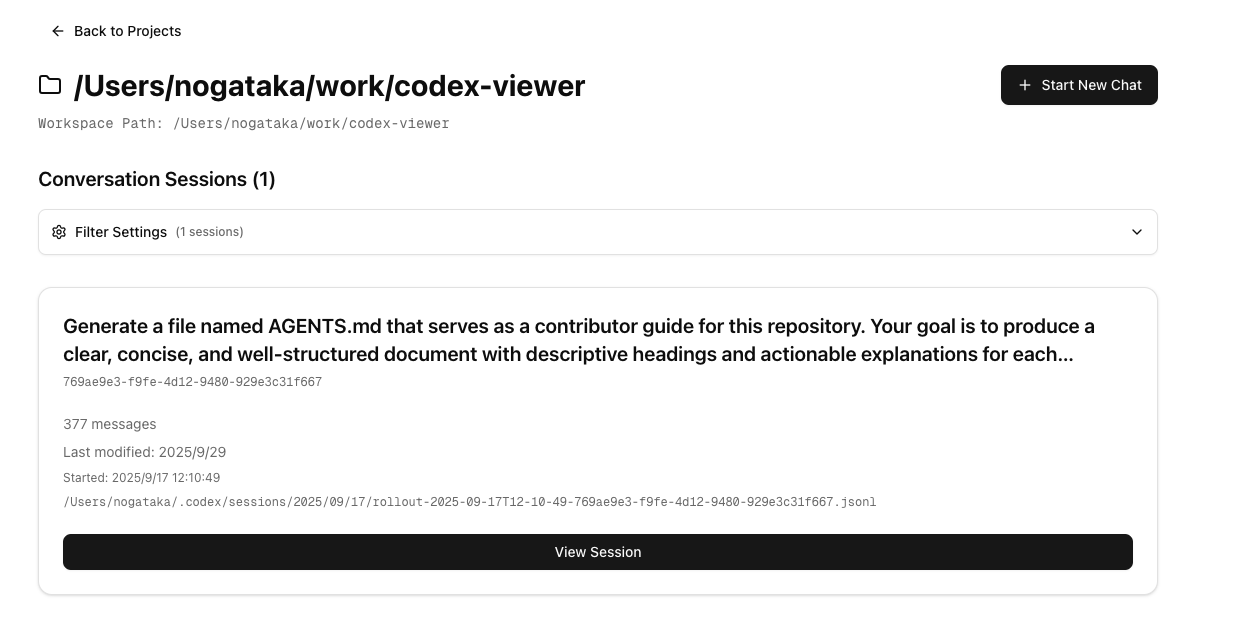 Back to Projects
/Users/nogataka/work/codex-viewer
Start New Chat
Workspace Path: /Users/nogataka/work/codex-viewer
Conversation Sessions (1)
Filter Settings (1 sessions)
Generate a file named AGENTS.md that serves as a contributor guide for this repository. Your goal is to produce a
clear, concise, and well-structured document with descriptive headings and actionable explanations for each...
769ae9e3-f9fe-4d12-9480-929e3c31f667
377 messages
Last modified: 2025/9/29
Started: 2025/9/17 12:10:49
/Users/nogataka/.codex/sessions/2025/09/17/rollout-2025-09-17T12-10-49-769ae9e3-f9fe-4d12-9480-929e3c31f667.jsonl
View Session